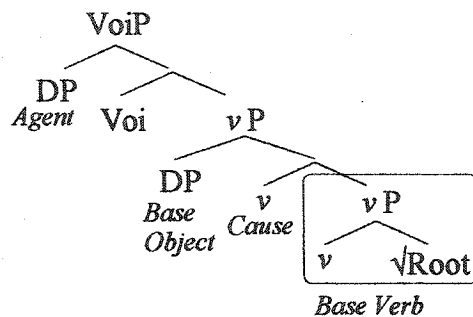 VoiP
DP
Agent
Voi
vP
DP
Base
Object
v
Cause
vP
v
√Root
Base Verb